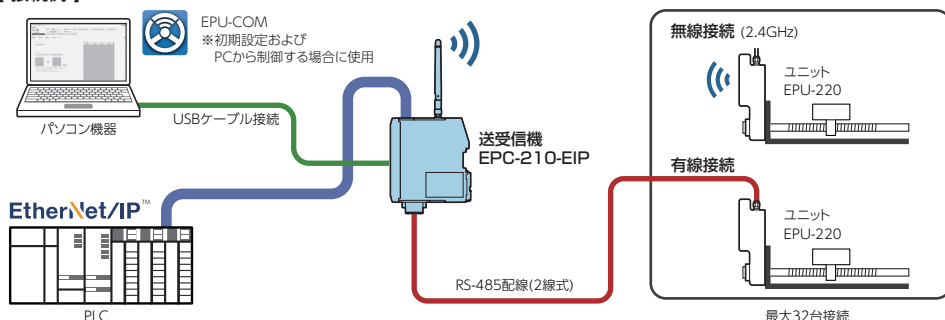 EPU-COM
※初期設定および
PCから制御する場合に使用
パソコン機器
USBケーブル接続
EtherNet/IP™
PLC
送受信機
EPC-210-EIP
RS-485配線(2線式)
無線接続 (2.4GHz)
ユニット
EPU-220
有線接続
ユニット
EPU-220
最大32台接続